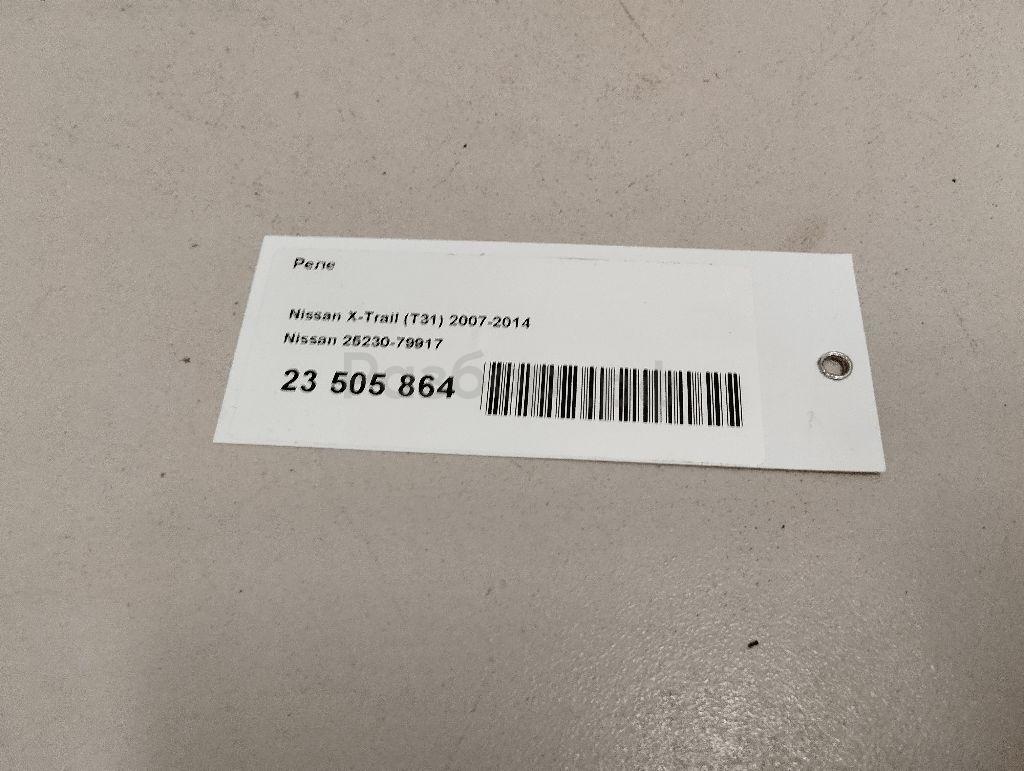 Реле
Nissan X-Trail (T31) 2007-2014
Nissan 25230-79917
23 505 864